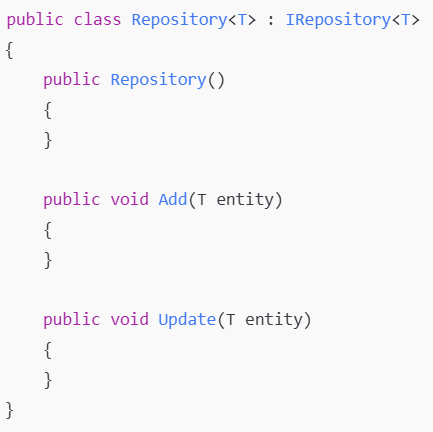 public class Repository<T> : IRepository<T>
{
    public Repository()
    {
    }

    public void Add(T entity)
    {
    }

    public void Update(T entity)
    {
    }
}